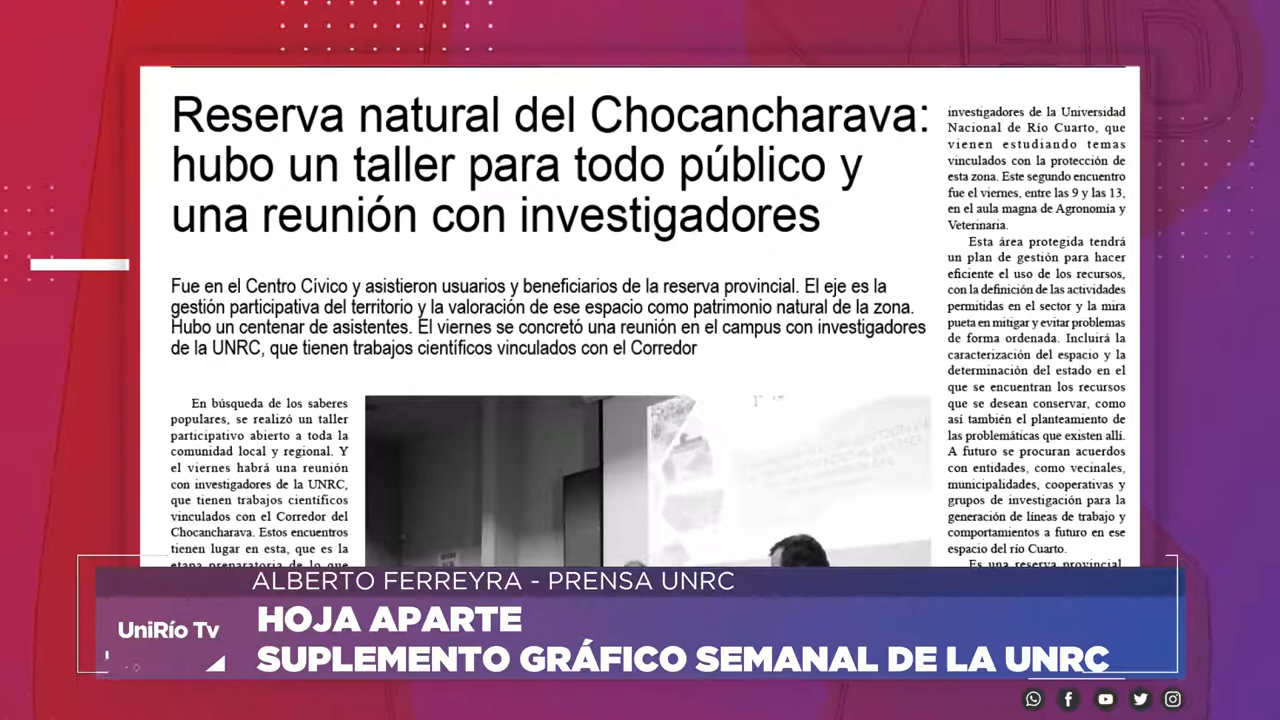 Reserva natural del Chocancharava:
hubo un taller para todo público y
una reunión con investigadores
Fue en el Centro Cívico y asistieron usuarios y beneficiarios de la reserva provincial. El eje es la
gestión participativa del territorio y la valoración de ese espacio como patrimonio natural de la zona.
Hubo un centenar de asistentes. El viernes se concretó una reunión en el campus con investigadores
de la UNRC, que tienen trabajos científicos vinculados con el Corredor
En búsqueda de los saberes
populares, se realizó un taller
participativo abierto a toda la
comunidad local y regional. Y
el viernes habrá una reunión
con investigadores de la UNRC,
que tienen trabajos científicos
vinculados con el Corredor del
Chocancharava. Estos encuentros
tienen lugar en esta, que es la
etapa preparatoria de lo que
investigadores de la Universidad
Nacional de Río Cuarto, que
vienen estudiando temas
vinculados con la protección de
esta zona. Este segundo encuentro
fue el viernes, entre las 9 y las 13,
en el aula magna de Agronomía y
Veterinaria.
Esta área protegida tendrá
un plan de gestión para hacer
eficiente el uso de los recursos,
con la definición de las actividades
permitidas en el sector y la mira
pueta en mitigar y evitar problemas
de forma ordenada. Incluirá la
caracterización del espacio y la
determinación del estado en el
que se encuentran los recursos
que se desean conservar, como
así también el planteamiento de
las problemáticas que existen allí.
A futuro se procuran acuerdos
con entidades, como vecinales,
municipalidades, cooperativas y
grupos de investigación para la
generación de líneas de trabajo y
comportamientos a futuro en ese
espacio del río Cuarto.
Es una reserva provincial,
ALBERTO FERREYRA - PRENSA UNRC
UniRío Tv
HOJA APARTE
SUPLEMENTO GRÁFICO SEMANAL DE LA UNRC